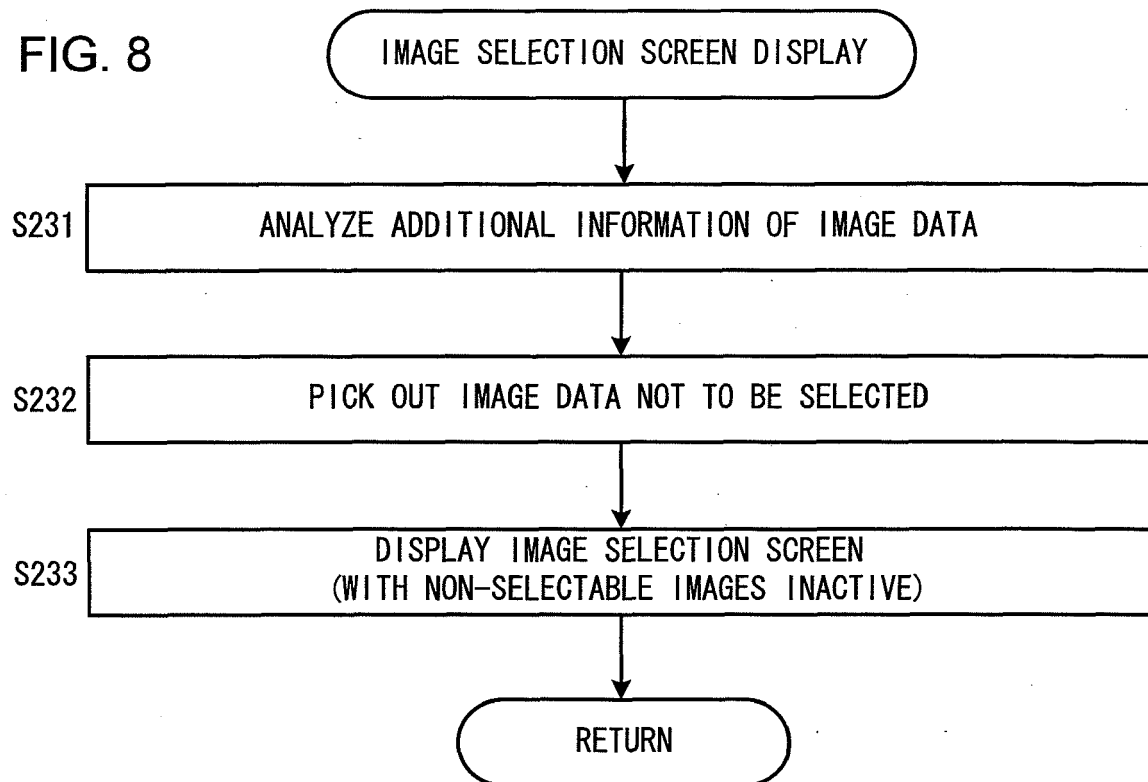 FIG. 8
IMAGE SELECTION SCREEN DISPLAY
S231
ANALYZE ADDITIONAL INFORMATION OF IMAGE DATA
S232
PICK OUT IMAGE DATA NOT TO BE SELECTED
S233
DISPLAY IMAGE SELECTION SCREEN
(WITH NON-SELECTABLE IMAGES INACTIVE)
RETURN